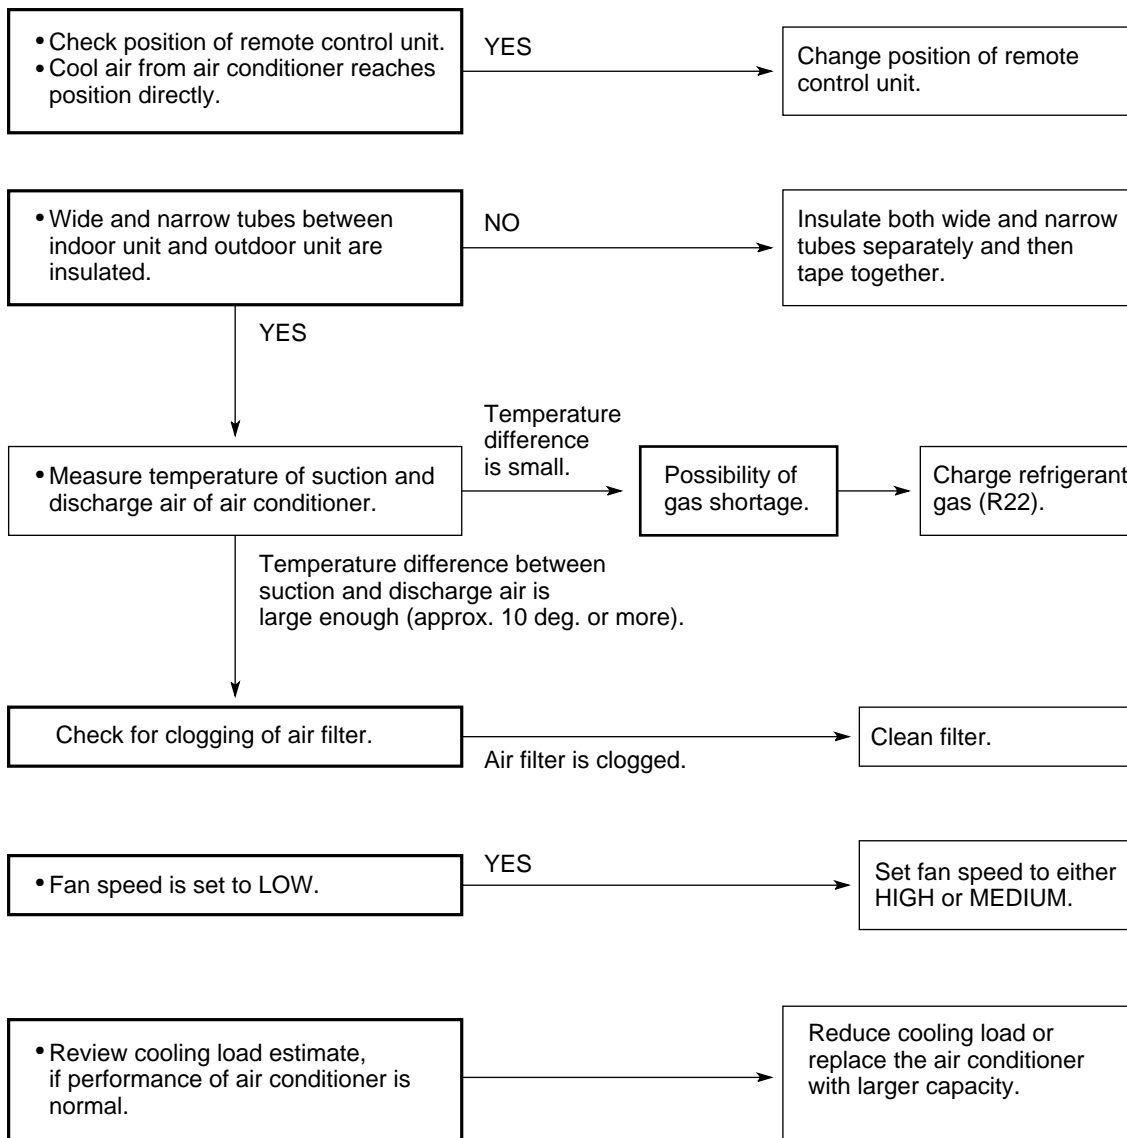 • Check position of remote control unit.
• Cool air from air conditioner reaches
position directly.
YES
Change position of remote
control unit.
• Wide and narrow tubes between
indoor unit and outdoor unit are
insulated.
NO
Insulate both wide and narrow
tubes separately and then
tape together.
YES
• Measure temperature of suction and
discharge air of air conditioner.
Temperature
difference
is small.
Possibility of
gas shortage.
Charge refrigerant
gas (R22).
Temperature difference between
suction and discharge air is
large enough (approx. 10 deg. or more).
Check for clogging of air filter.
Air filter is clogged.
Clean filter.
• Fan speed is set to LOW.
YES
Set fan speed to either
HIGH or MEDIUM.
• Review cooling load estimate,
if performance of air conditioner is
normal.
Reduce cooling load or
replace the air conditioner
with larger capacity.